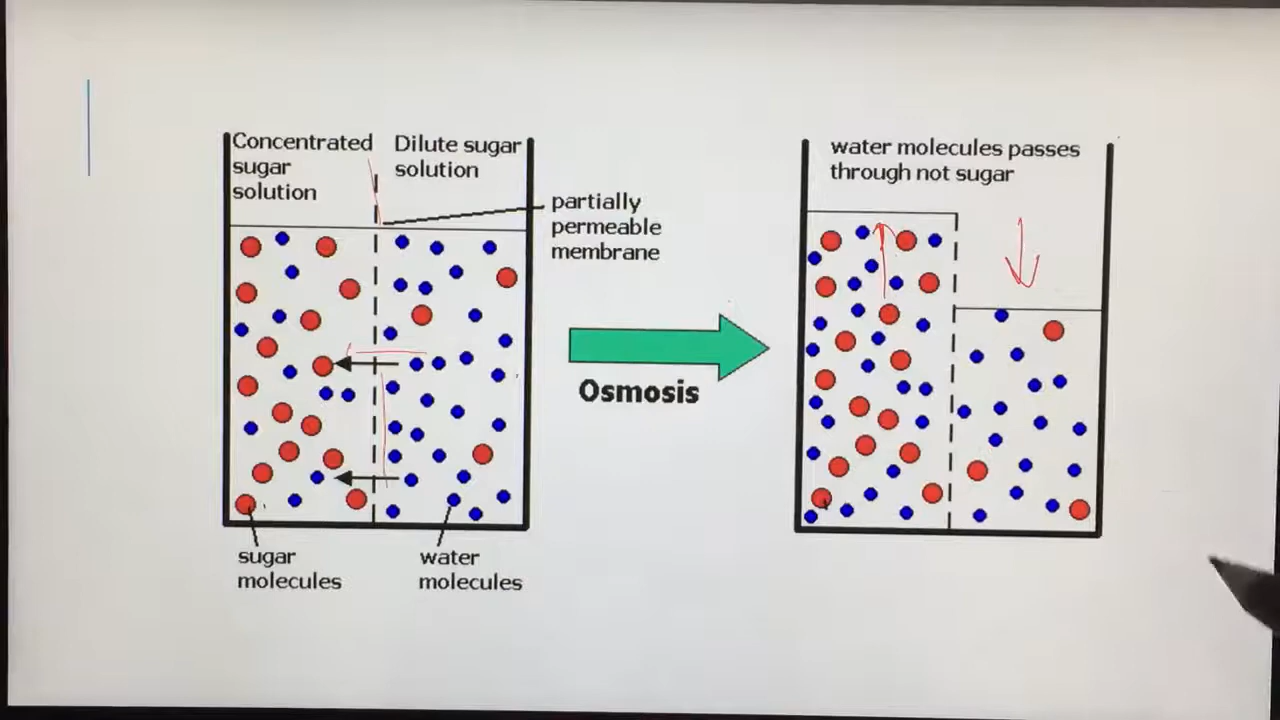 Concentrated
sugar
solution
Dilute sugar
solution
partially
permeable
membrane
sugar
molecules
water
molecules
Osmosis
water molecules passes
through not sugar